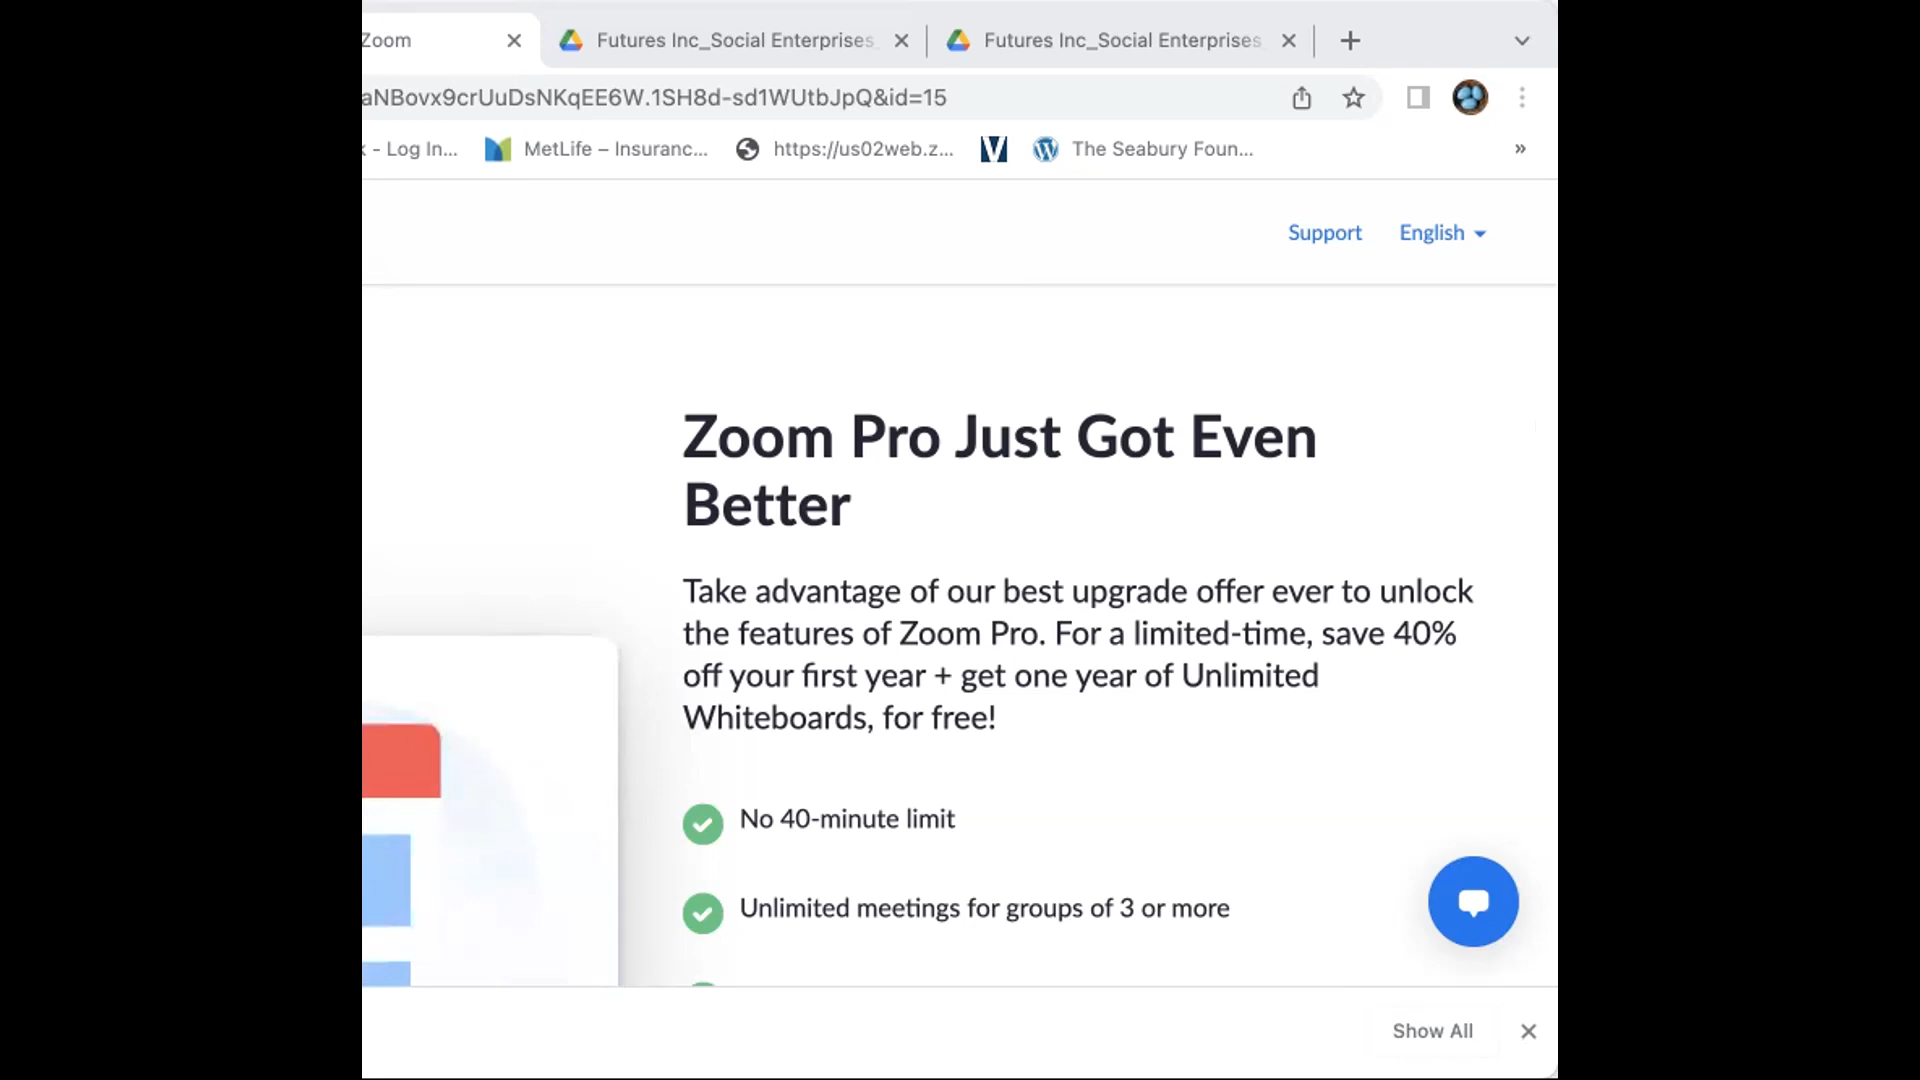 Zoom
Futures Inc_Social Enterprises_
Futures Inc_Social Enterprises
aNBovx9crUuDsNKqEE6W.1SH8d-sd1WUtbJpQ&id=15
- Log In...
MetLife – Insuranc...
https://us02web.z...
V
The Seabury Foun...
»
Support
English
Zoom Pro Just Got Even
Better
Take advantage of our best upgrade offer ever to unlock
the features of Zoom Pro. For a limited-time, save 40%
off your first year + get one year of Unlimited
Whiteboards, for free!
No 40-minute limit
Unlimited meetings for groups of 3 or more
Show All